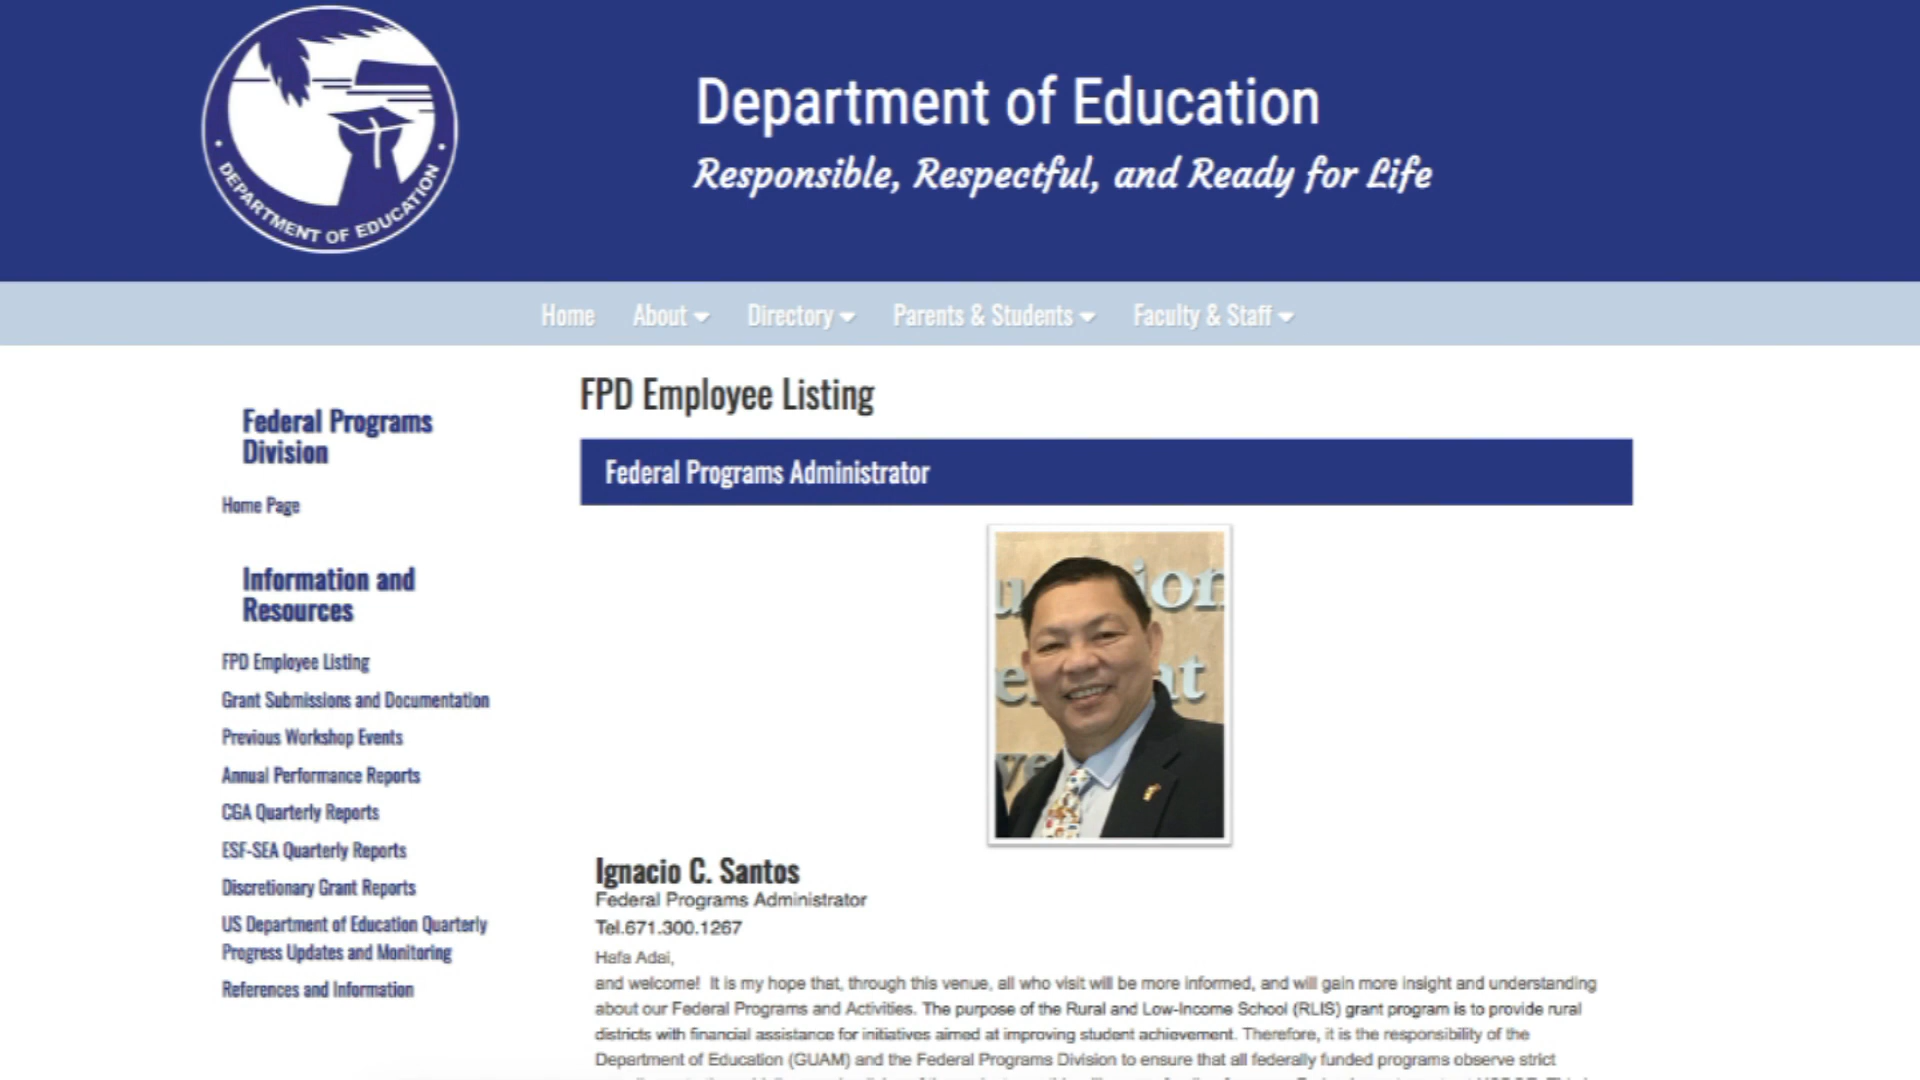 DEPARTMENT OF EDUCATION
Department of Education
Responsible, Respectful, and Ready for Life
Home About Directory Parents & Students Faculty & Staff
Federal Programs
Division
Home Page
Information and
Resources
FPD Employee Listing
Grant Submissions and Documentation
Previous Workshop Events
Annual Performance Reports
CGA Quarterly Reports
ESF-SEA Quarterly Reports
Discretionary Grant Reports
US Department of Education Quarterly
Progress Updates and Monitoring
References and Information
FPD Employee Listing
Federal Programs Administrator
Ignacio C. Santos
Federal Programs Administrator
Tel.671.300.1267
Hafa Adai,
and welcome! It is my hope that, through this venue, all who visit will be more informed, and will gain more insight and understanding
about our Federal Programs and Activities. The purpose of the Rural and Low-Income School (RLIS) grant program is to provide rural
districts with financial assistance for initiatives aimed at improving student achievement. Therefore, it is the responsibility of the
Department of Education (GUAM) and the Federal Programs Division to ensure that all federally funded programs observe strict